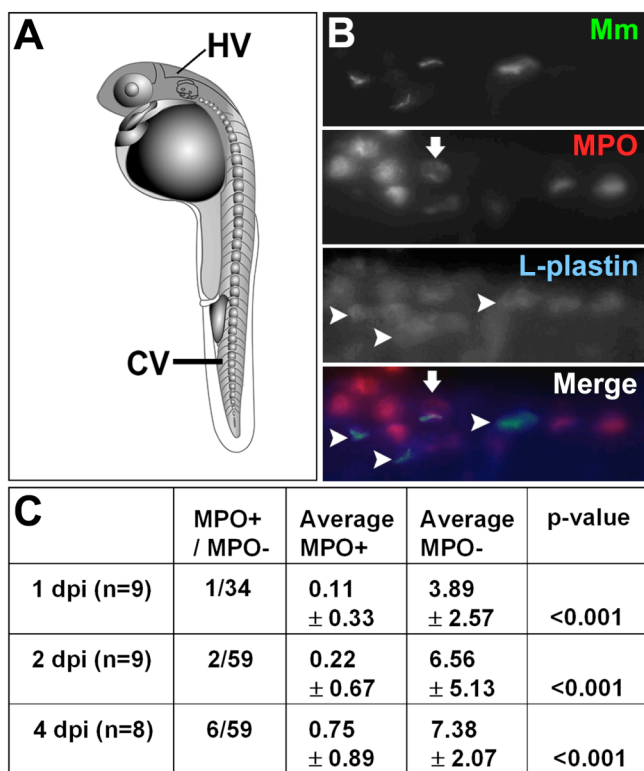 A
HV
CV
B
Mm
MPO
L-plastin
Merge
C
MPO+ / MPO- Average MPO+ Average MPO- p-value
1 dpi (n=9) 1/34 0.11 ± 0.33 3.89 ± 2.57 <0.001
2 dpi (n=9) 2/59 0.22 ± 0.67 6.56 ± 5.13 <0.001
4 dpi (n=8) 6/59 0.75 ± 0.89 7.38 ± 2.07 <0.001